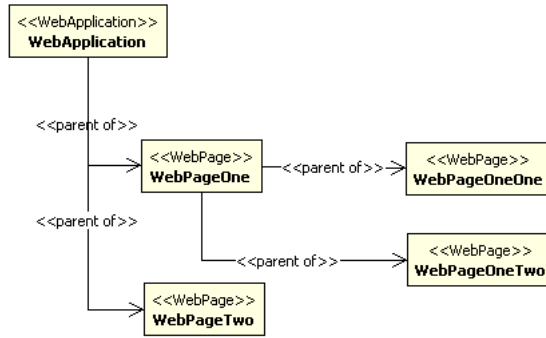 <<WebApplication>>
WebApplication
<<parent of>>
<<WebPage>>
WebPageOne
<<parent of>>
<<WebPage>>
WebPageOneOne
<<parent of>>
<<parent of>>
<<WebPage>>
WebPageOneTwo
<<WebPage>>
WebPageTwo